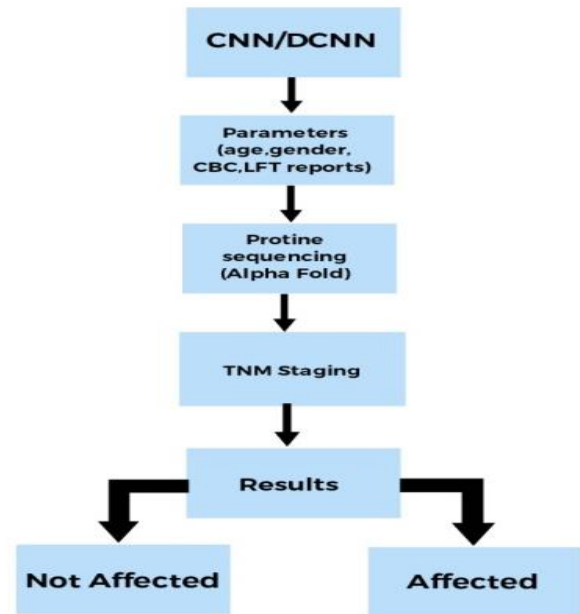 CNN/DCNN
Parameters
(age,gender,
CBC,LFT reports)
Protine
sequencing
(Alpha Fold)
TNM Staging
Results
Not Affected
Affected